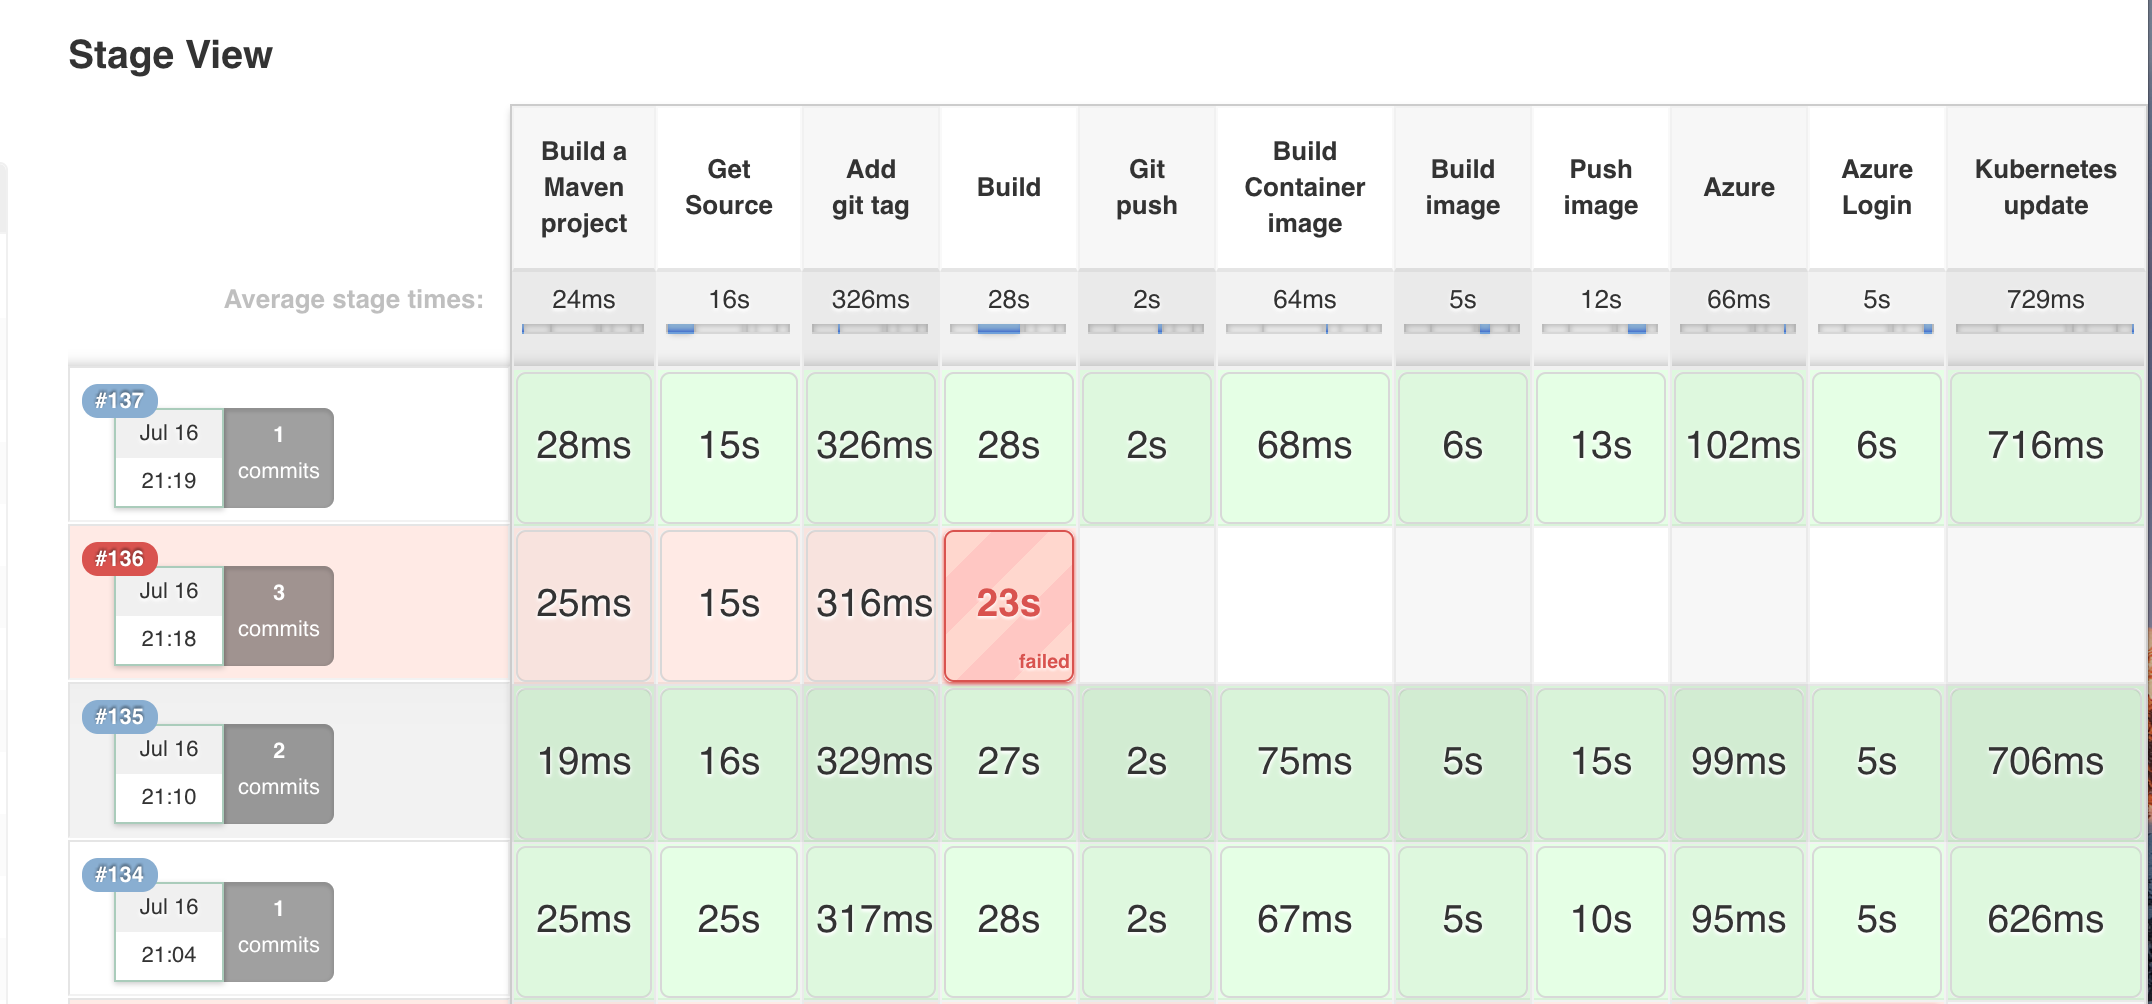 Stage View
Build a Maven project
Get Source
Add git tag
Build
Git push
Build Container image
Build image
Push image
Azure
Azure Login
Kubernetes update
Average stage times:
24ms 16s 326ms 28s 2s 64ms 5s 12s 66ms 5s 729ms
#137
Jul 16
21:19
1
commits
28ms 15s 326ms 28s 2s 68ms 6s 13s 102ms 6s 716ms
#136
Jul 16
21:18
3
commits
25ms 15s 316ms 23s
failed
#135
Jul 16
21:10
2
commits
19ms 16s 329ms 27s 2s 75ms 5s 15s 99ms 5s 706ms
#134
Jul 16
21:04
1
commits
25ms 25s 317ms 28s 2s 67ms 5s 10s 95ms 5s 626ms